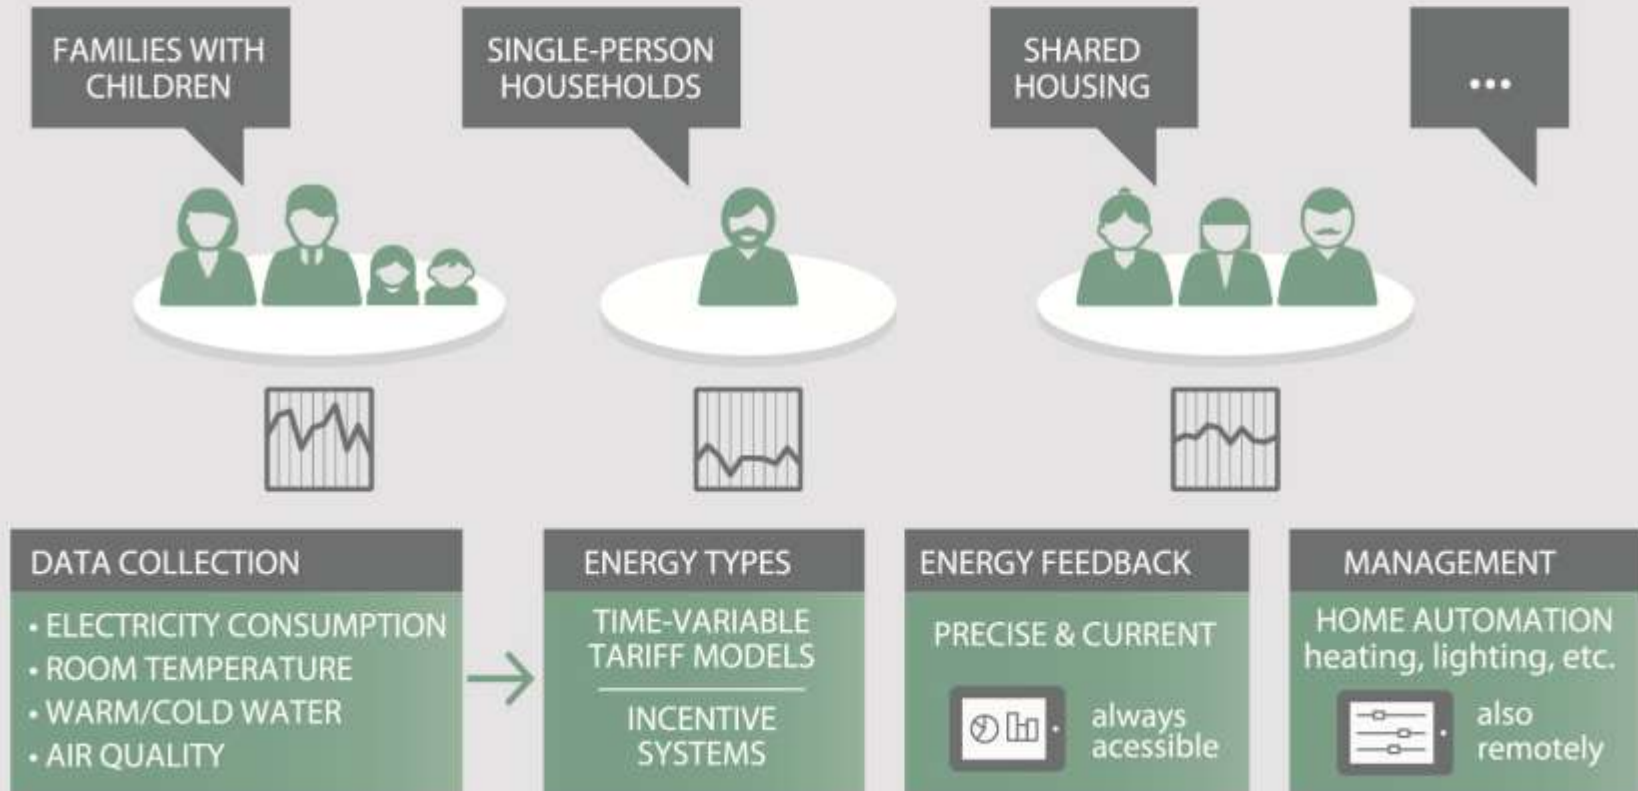 FAMILIES WITH
CHILDREN
SINGLE-PERSON
HOUSEHOLDS
SHARED
HOUSING
...
DATA COLLECTION
• ELECTRICITY CONSUMPTION
• ROOM TEMPERATURE
• WARM/COLD WATER
• AIR QUALITY
ENERGY TYPES
TIME-VARIABLE
TARIFF MODELS
INCENTIVE
SYSTEMS
ENERGY FEEDBACK
PRECISE & CURRENT
always
acessible
MANAGEMENT
HOME AUTOMATION
heating, lighting, etc.
also
remotely